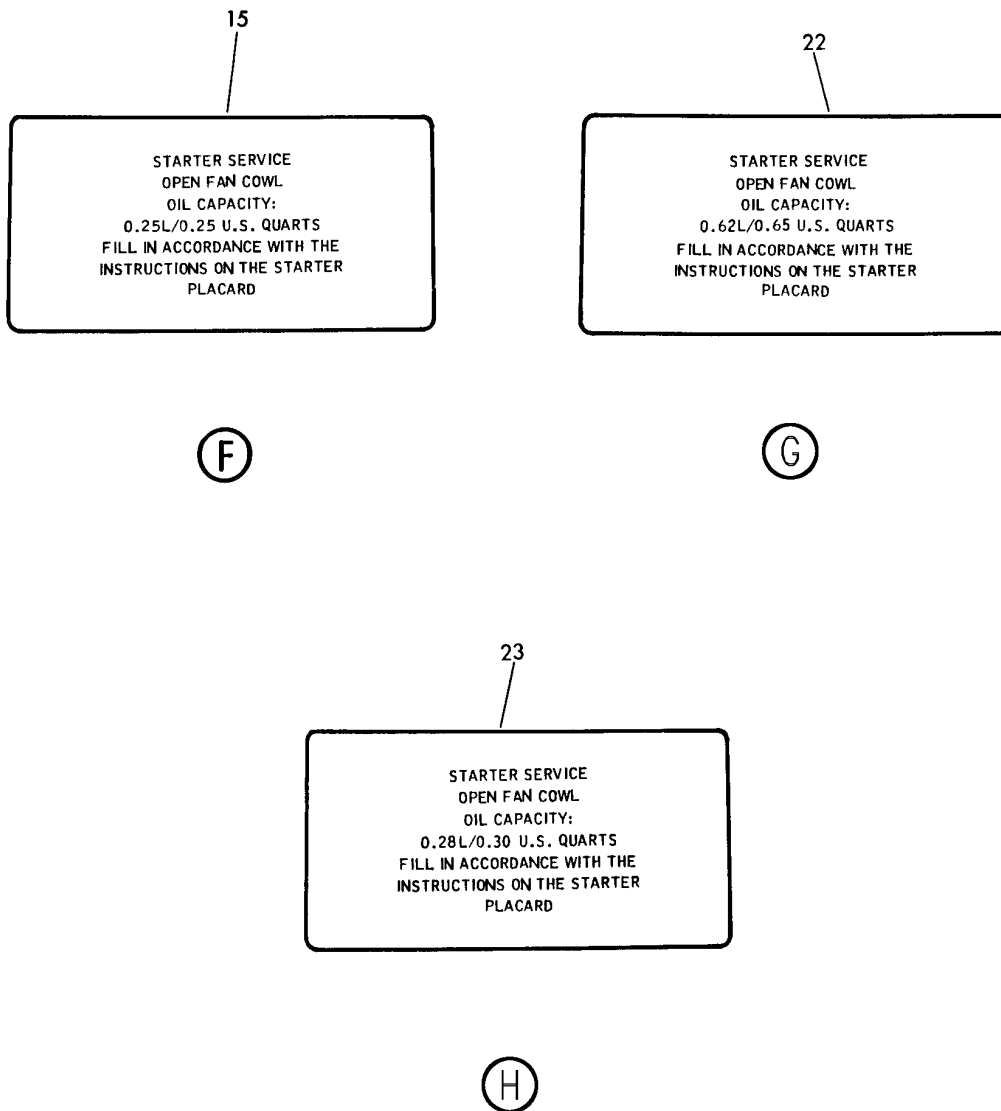 15
STARTER SERVICE
OPEN FAN COWL
OIL CAPACITY:
0.25L/0.25 U.S. QUARTS
FILL IN ACCORDANCE WITH THE
INSTRUCTIONS ON THE STARTER
PLACARD
F
22
STARTER SERVICE
OPEN FAN COWL
OIL CAPACITY:
0.62L/0.65 U.S. QUARTS
FILL IN ACCORDANCE WITH THE
INSTRUCTIONS ON THE STARTER
PLACARD
G
23
STARTER SERVICE
OPEN FAN COWL
OIL CAPACITY:
0.28L/0.30 U.S. QUARTS
FILL IN ACCORDANCE WITH THE
INSTRUCTIONS ON THE STARTER
PLACARD
H